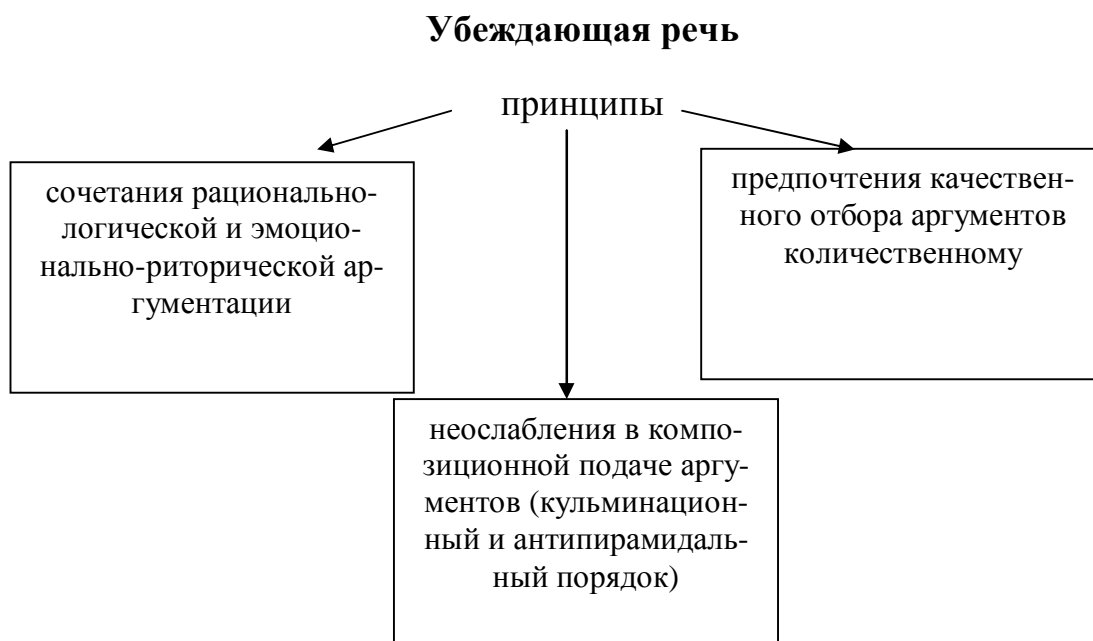 Убеждающая речь
принципы
сочетания рационально-
логической и эмоцио-
нально-риторической ар-
гументации
предпочтения качествен-
ного отбора аргументов
количественному
неослабления в компо-
зиционной подаче аргу-
ментов (кульминацион-
ный и антипирамидаль-
ный порядок)